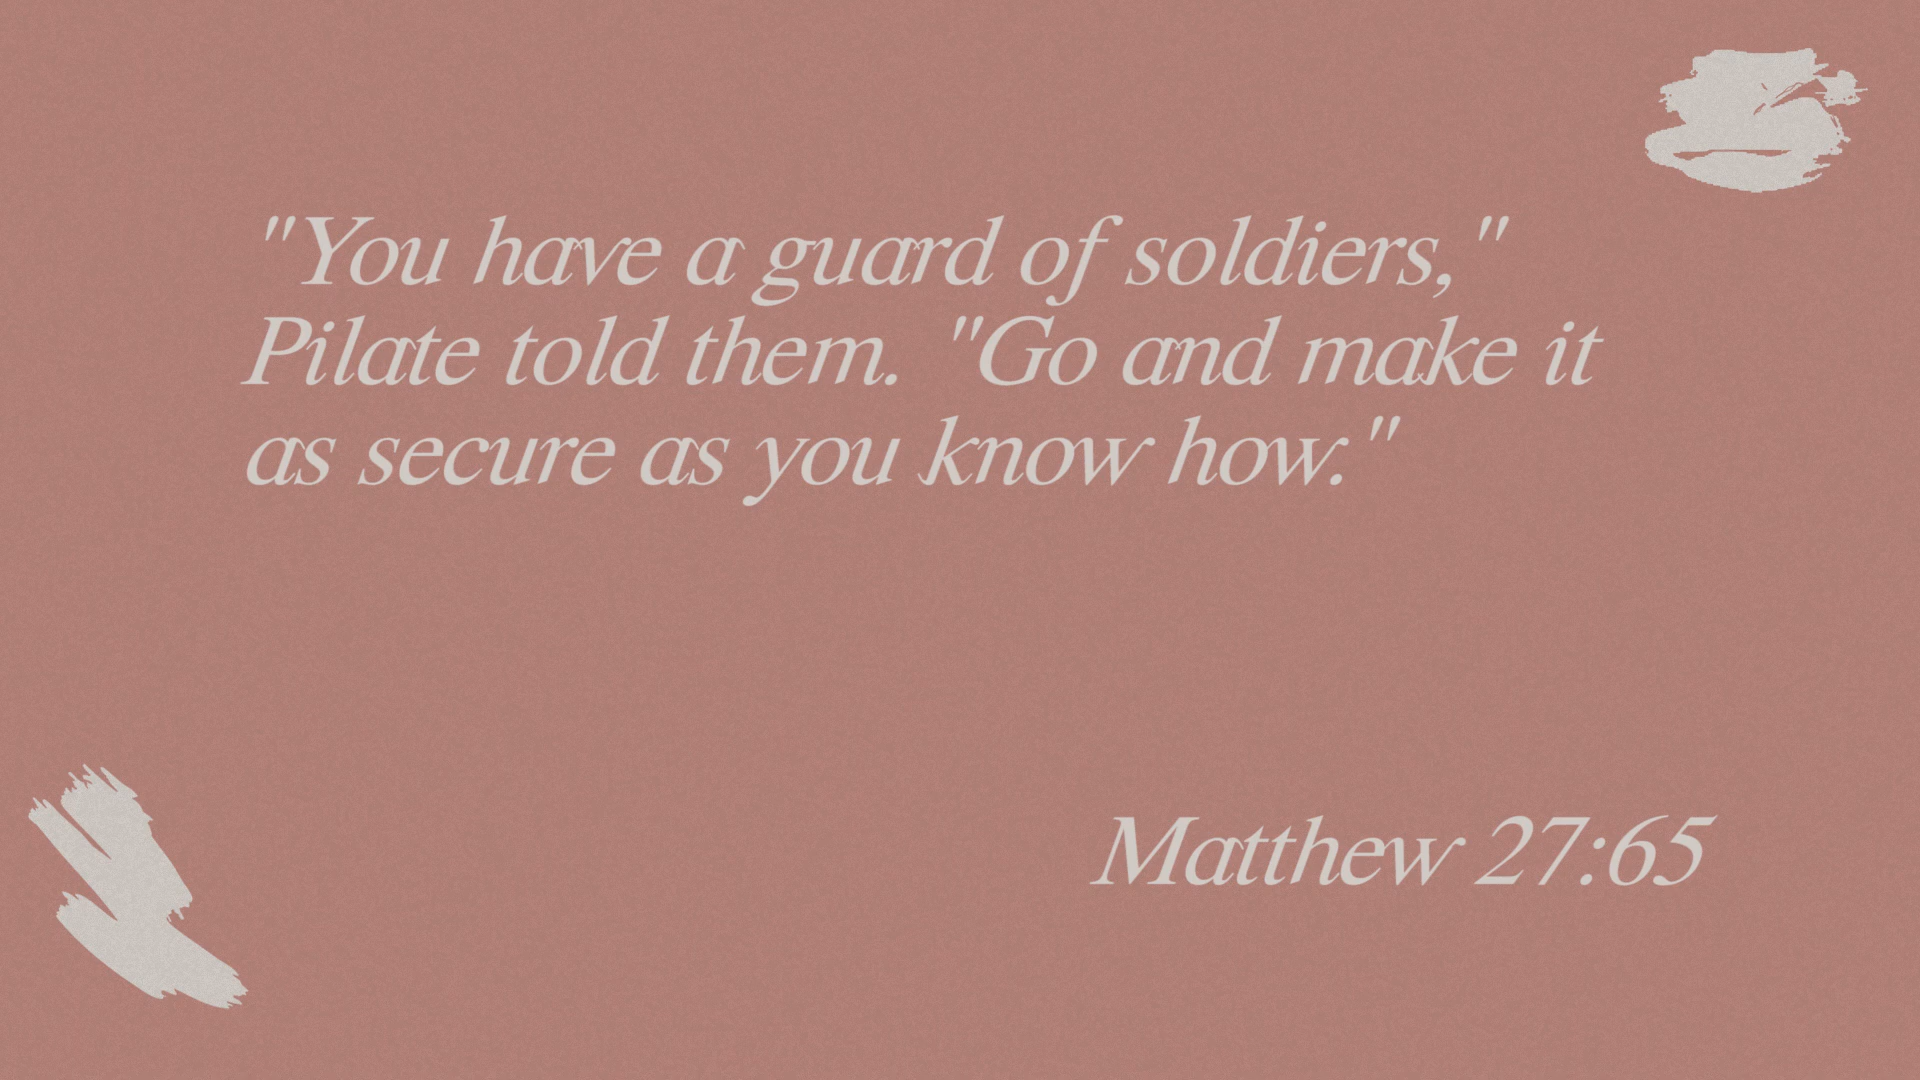 "You have a guard of soldiers,"
Pilate told them. "Go and make it
as secure as you know how."
Matthew 27:65